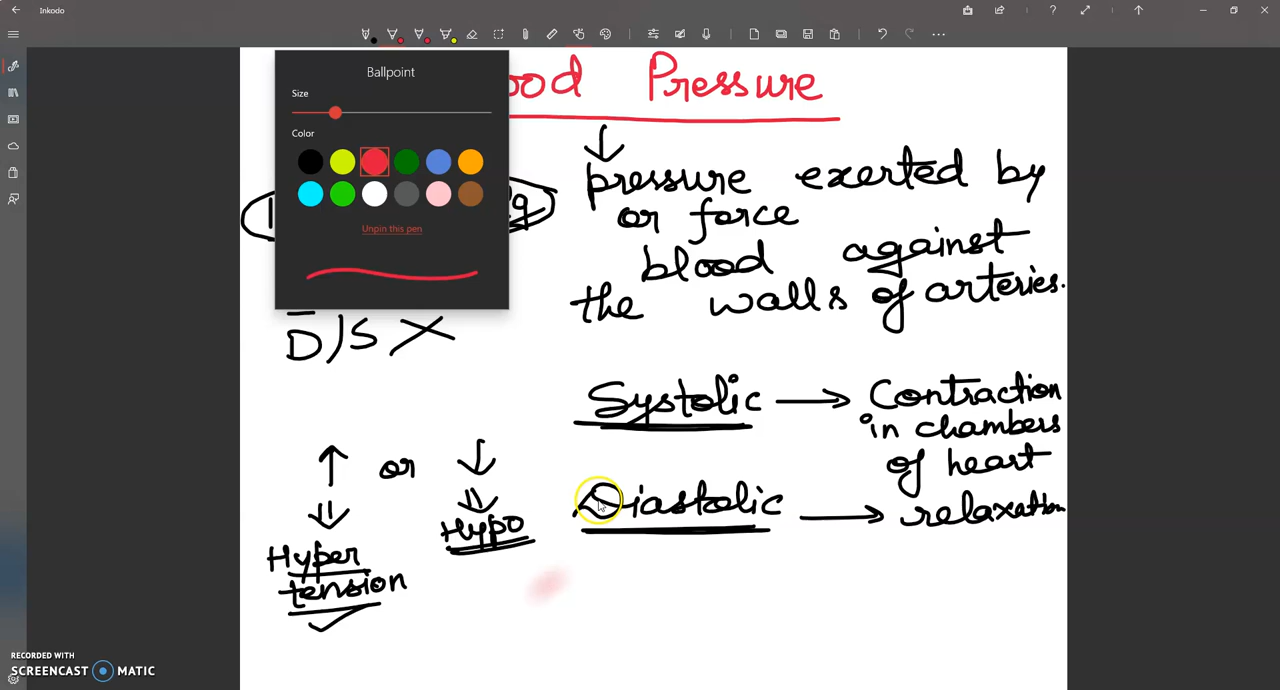 Inkodo
Ballpoint
Size
Color
Unpin this pen
ood Pressure
pressure exerted by
or force
blood against
the walls of arteries.
D/S X
Systolic → Contraction
in chambers
of heart
↑ or ↓
Diastolic → relaxation
Hypo
Hyper
tension
RECORDED WITH
SCREENCAST MATIC